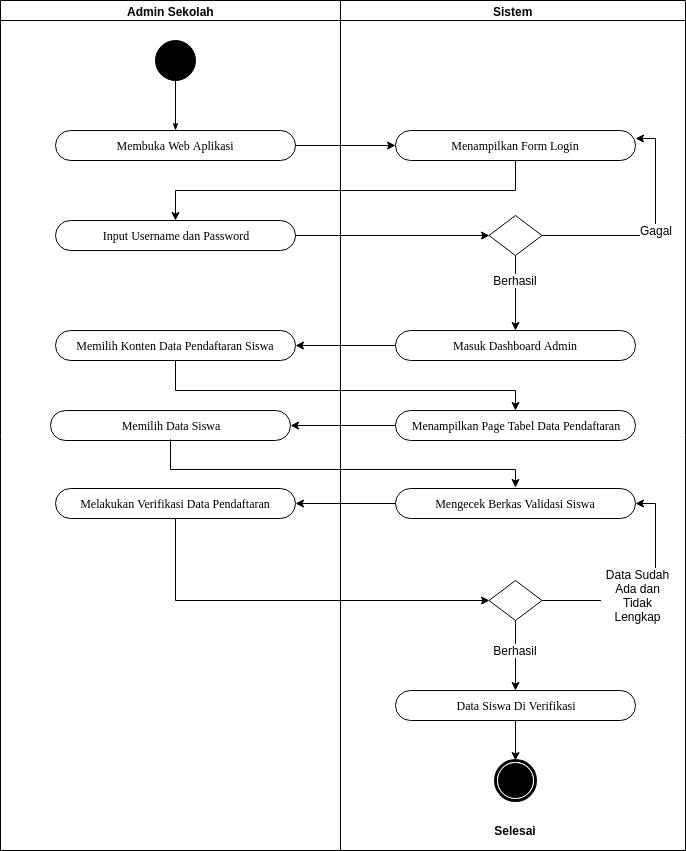 Admin Sekolah
Sistem
Membuka Web Aplikasi
Menampilkan Form Login
Input Username dan Password
Gagal
Berhasil
Memilih Konten Data Pendaftaran Siswa
Masuk Dashboard Admin
Memilih Data Siswa
Menampilkan Page Tabel Data Pendaftaran
Melakukan Verifikasi Data Pendaftaran
Mengecek Berkas Validasi Siswa
Data Sudah
Ada dan
Tidak
Lengkap
Berhasil
Data Siswa Di Verifikasi
Selesai